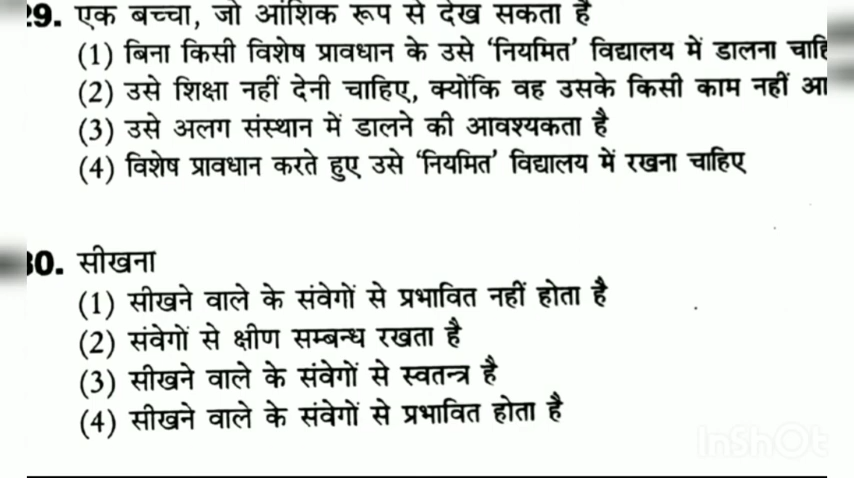 29. एक बच्चा, जो आंशिक रूप से देख सकता है
(1) बिना किसी विशेष प्रावधान के उसे ‘नियमित’ विद्यालय में डालना
(2) उसे शिक्षा नहीं देनी चाहिए, क्योंकि वह उसके किसी काम नहीं
(3) उसे अलग संस्थान में डालने की आवश्यकता है
(4) विशेष प्रावधान करते हुए उसे ‘नियमित’ विद्यालय में रखना चाहिए
30. सीखना
(1) सीखने वाले के संवेगों से प्रभावित नहीं होता है
(2) संवेगों से क्षीण सम्बन्ध रखता है
(3) सीखने वाले के संवेगों से स्वतन्त्र है
(4) सीखने वाले के संवेगों से प्रभावित होता है
InShOt